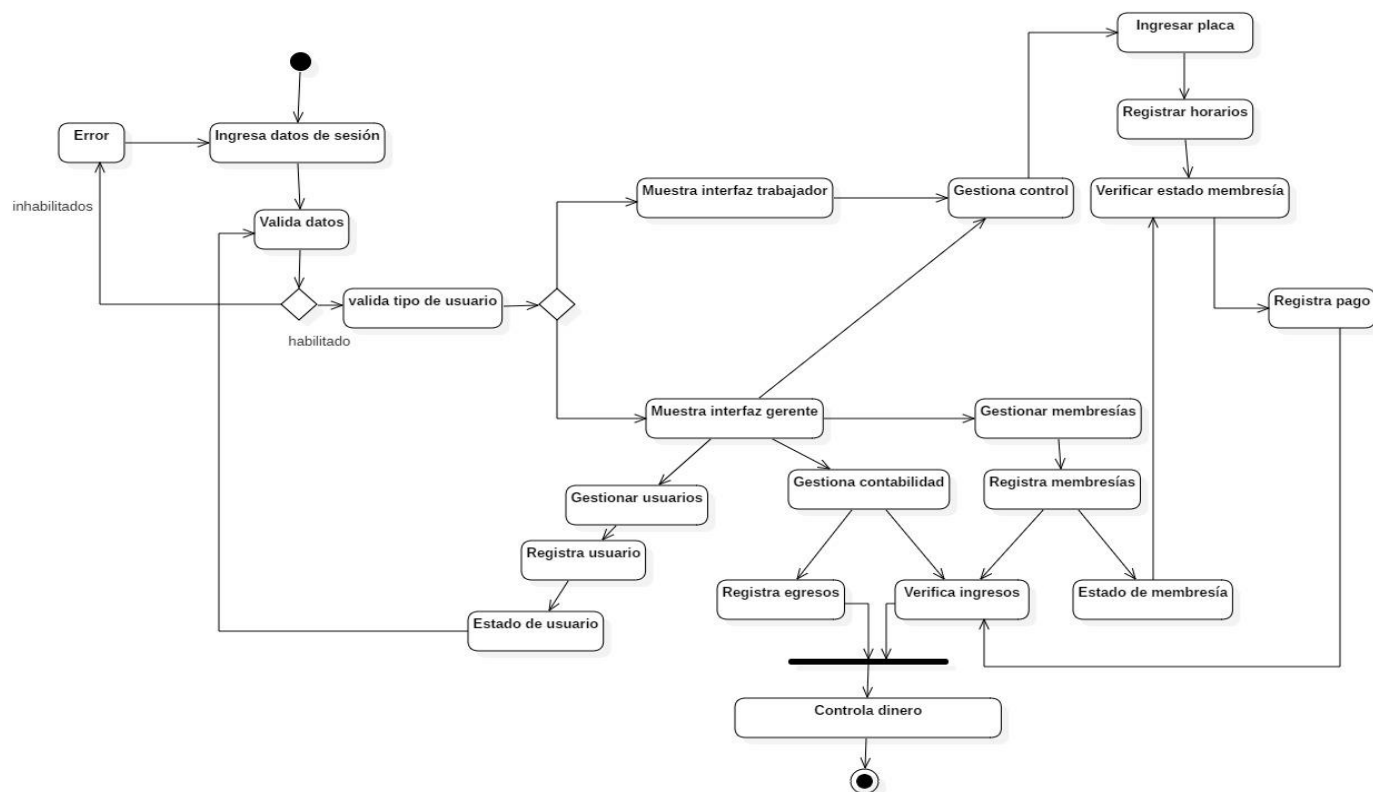 Ingresar placa
Registrar horarios
Error
Ingresa datos de sesión
Muestra interfaz trabajador
Gestiona control
Verificar estado membresía
inhabilitados
Valida datos
valida tipo de usuario
Registra pago
habilitado
Muestra interfaz gerente
Gestionar membresías
Gestiona contabilidad
Registra membresías
Gestionar usuarios
Registra usuario
Registra egresos
Verifica ingresos
Estado de membresía
Estado de usuario
Controla dinero